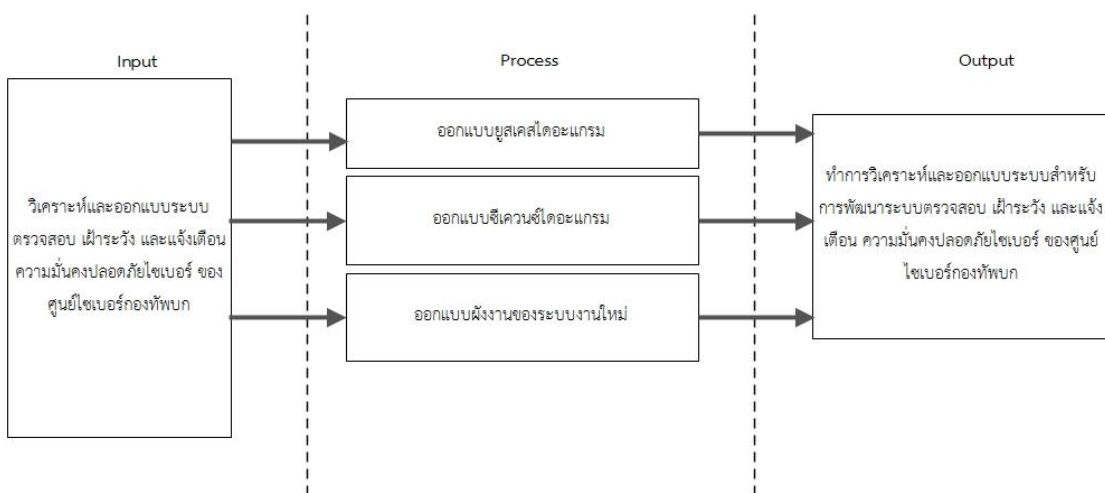 Input
Process
Output
วิเคราะห์และออกแบบระบบ
ตรวจสอบ เฝ้าระวัง และแจ้งเตือน
ความมั่นคงปลอดภัยไซเบอร์ ของ
ศูนย์ไซเบอร์กองทัพบก
ออกแบบยูสเคสไดอะแกรม
ออกแบบซีเควนซ์ไดอะแกรม
ออกแบบผังงานของระบบงานใหม่
ทำการวิเคราะห์และออกแบบระบบสำหรับ
การพัฒนาระบบตรวจสอบ เฝ้าระวัง และแจ้ง
เตือน ความมั่นคงปลอดภัยไซเบอร์ ของศูนย์
ไซเบอร์กองทัพบก